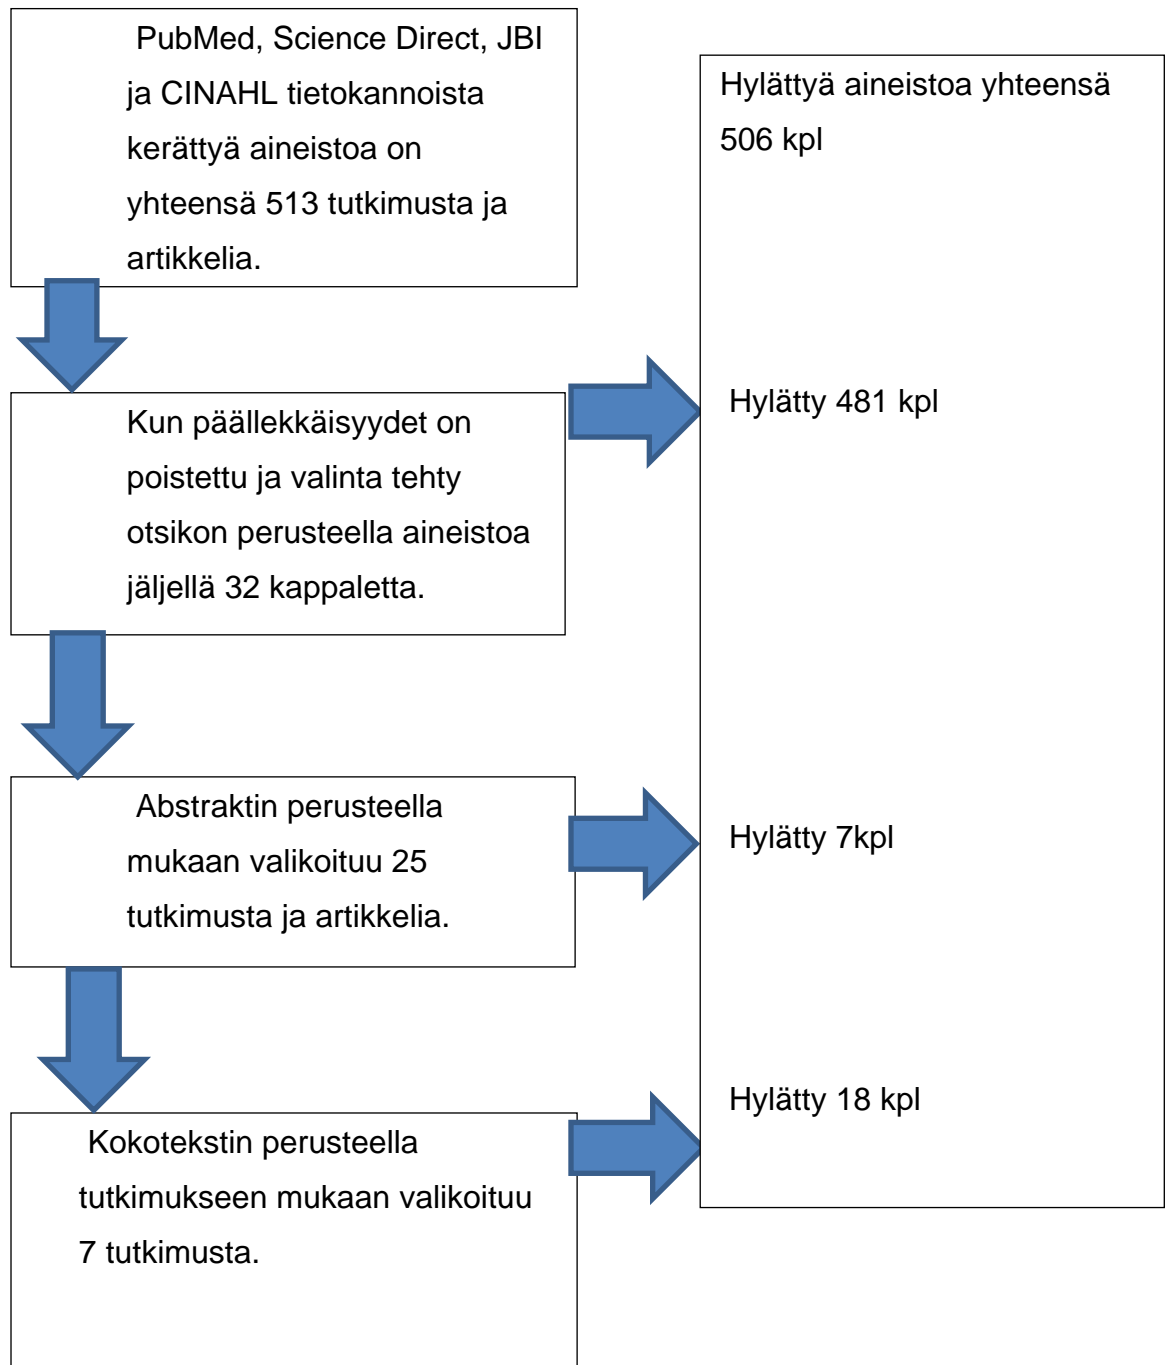 PubMed, Science Direct, JBI
ja CINAHL tietokannoista
kerättyä aineistoa on
yhteensä 513 tutkimusta ja
artikkelia.
Hylättyä aineistoa yhteensä
506 kpl
Kun päällekkäisyydet on
poistettu ja valinta tehty
otsikon perusteella aineistoa
jäljellä 32 kappaletta.
Hylätty 481 kpl
Abstraktin perusteella
mukaan valikoituu 25
tutkimusta ja artikkelia.
Hylätty 7kpl
Kokotekstin perusteella
tutkimukseen mukaan valikoituu
7 tutkimusta.
Hylätty 18 kpl